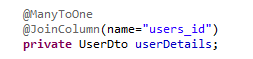 @ManyToOne
@JoinColumn(name="users_id")
private UserDto userDetails;